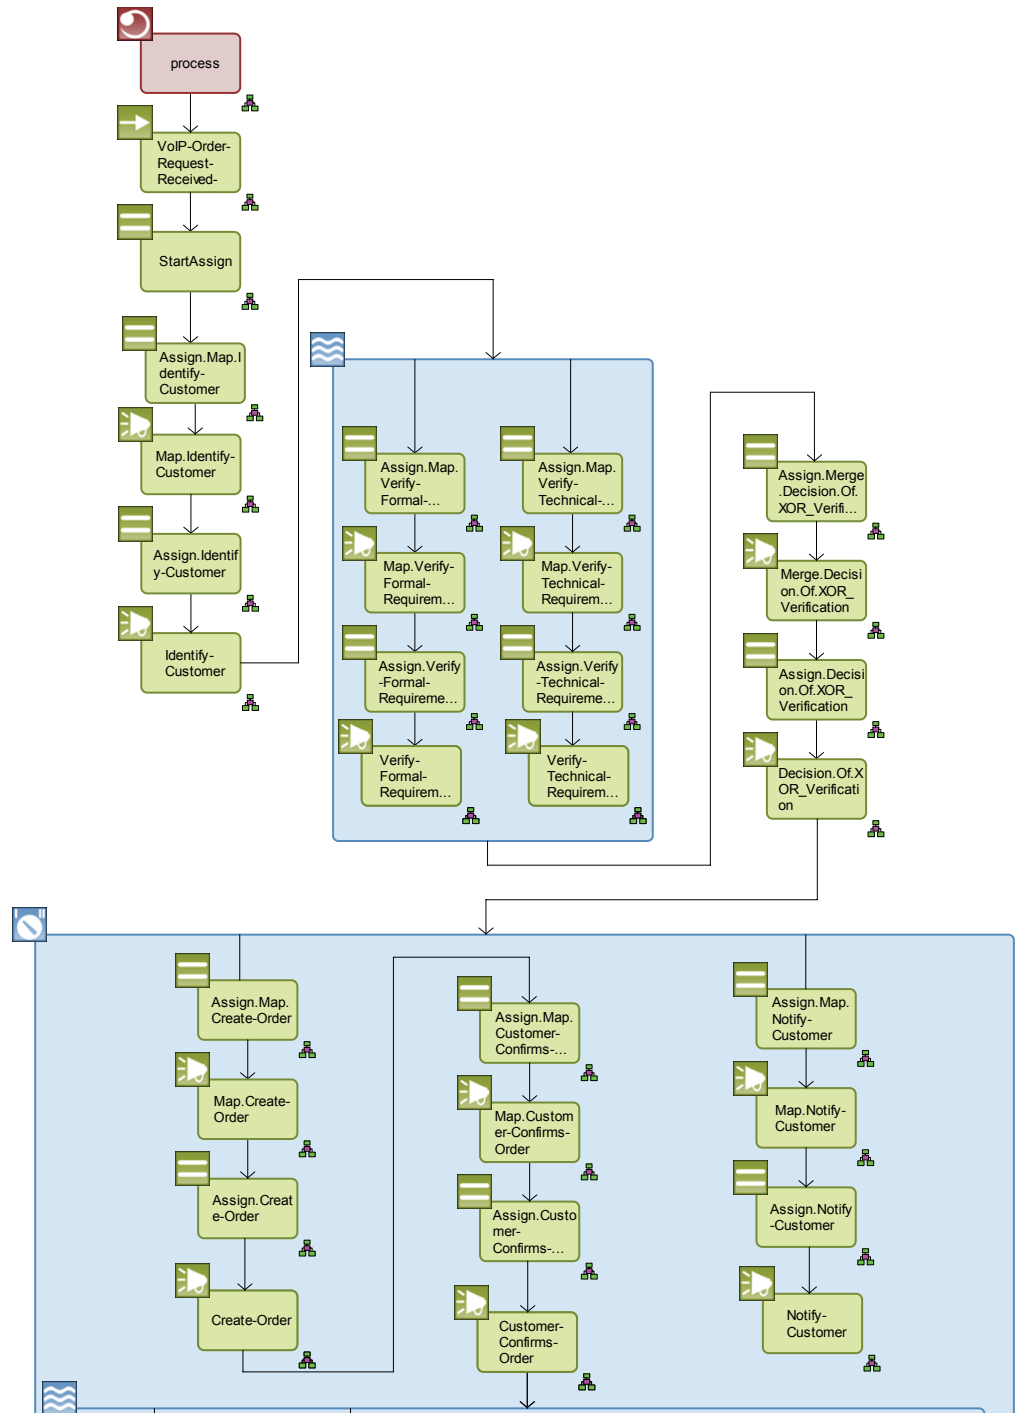 process
VoIP-Order-
Request-
Received-
StartAssign
Assign.Map.I
dentify-
Customer
Map.Identify-
Customer
Assign.Identif
y-Customer
Identify-
Customer
Assign.Map.
Verify-
Formal-...
Map.Verify-
Formal-
Requirem...
Assign.Verify
-Formal-
Requireme...
Verify-
Formal-
Requirem...
Assign.Map.
Verify-
Technical-...
Map.Verify-
Technical-
Requirem...
Assign.Verify
-Technical-
Requireme...
Verify-
Technical-
Requirem...
Assign.Merge
.Decision.Of.
XOR_Verifi...
Merge.Decisi
on.Of.XOR_
Verification
Assign.Decisi
on.Of.XOR_
Verification
Decision.Of.X
OR_Verificati
on
Assign.Map.
Create-Order
Map.Create-
Order
Assign.Creat
e-Order
Create-Order
Assign.Map.
Customer-
Confirms-...
Map.Custom
er-Confirms-
Order
Assign.Custo
mer-
Confirms-...
Customer-
Confirms-
Order
Assign.Map.
Notify-
Customer
Map.Notify-
Customer
Assign.Notify
-Customer
Notify-
Customer